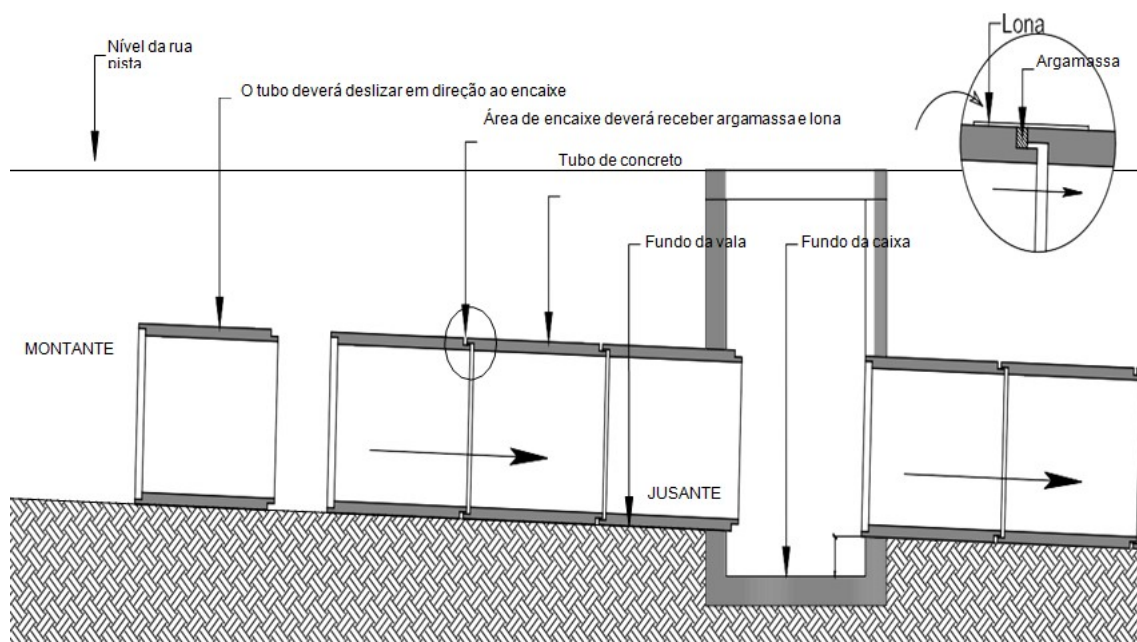 Lona
Nível da rua
pista
Argamassa
O tubo deverá deslizar em direção ao encaixe
Área de encaixe deverá receber argamassa e lona
Tubo de concreto
Fundo da vala
Fundo da caixa
MONTANTE
JUSANTE